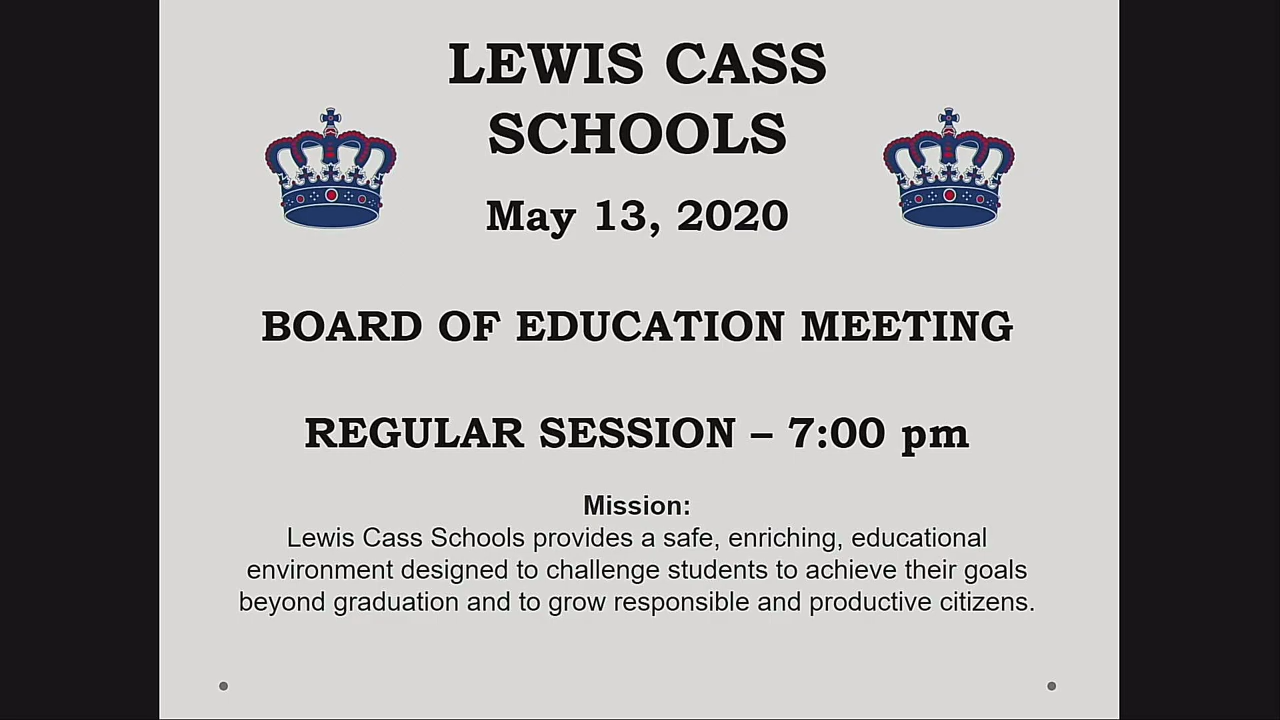 LEWIS CASS
SCHOOLS
May 13, 2020
BOARD OF EDUCATION MEETING
REGULAR SESSION – 7:00 pm
Mission:
Lewis Cass Schools provides a safe, enriching, educational
environment designed to challenge students to achieve their goals
beyond graduation and to grow responsible and productive citizens.